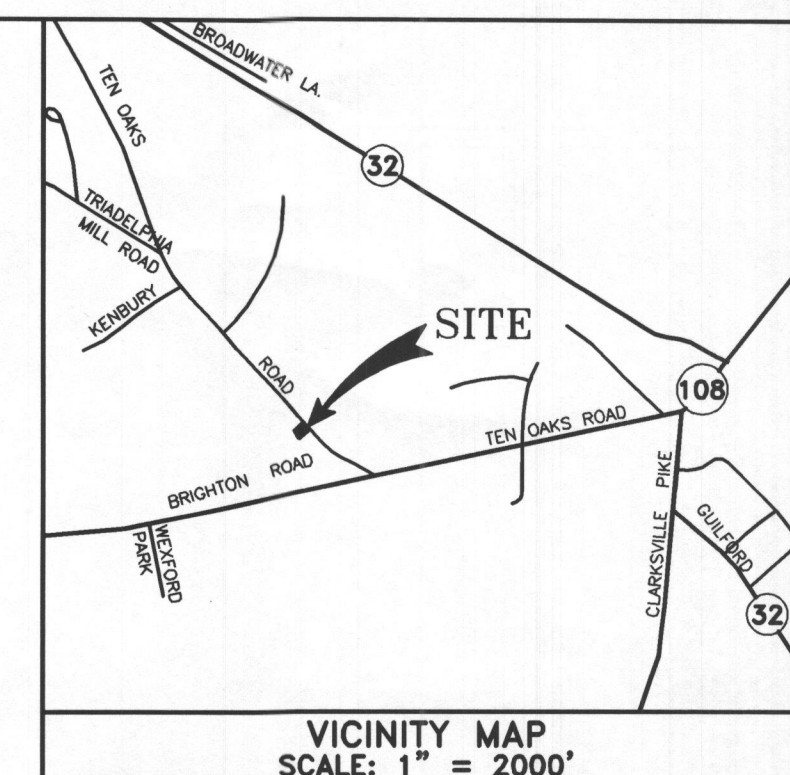 BROADWATER LA.
TEN OAKS
32
TRIADELPHIA
MILL ROAD
KENBURY
SITE
ROAD
108
TEN OAKS ROAD
BRIGHTON ROAD
CLARKSVILLE PIKE
GUILFORD
WEXFORD
PARK
32
VICINITY MAP
SCALE: 1" = 2000'